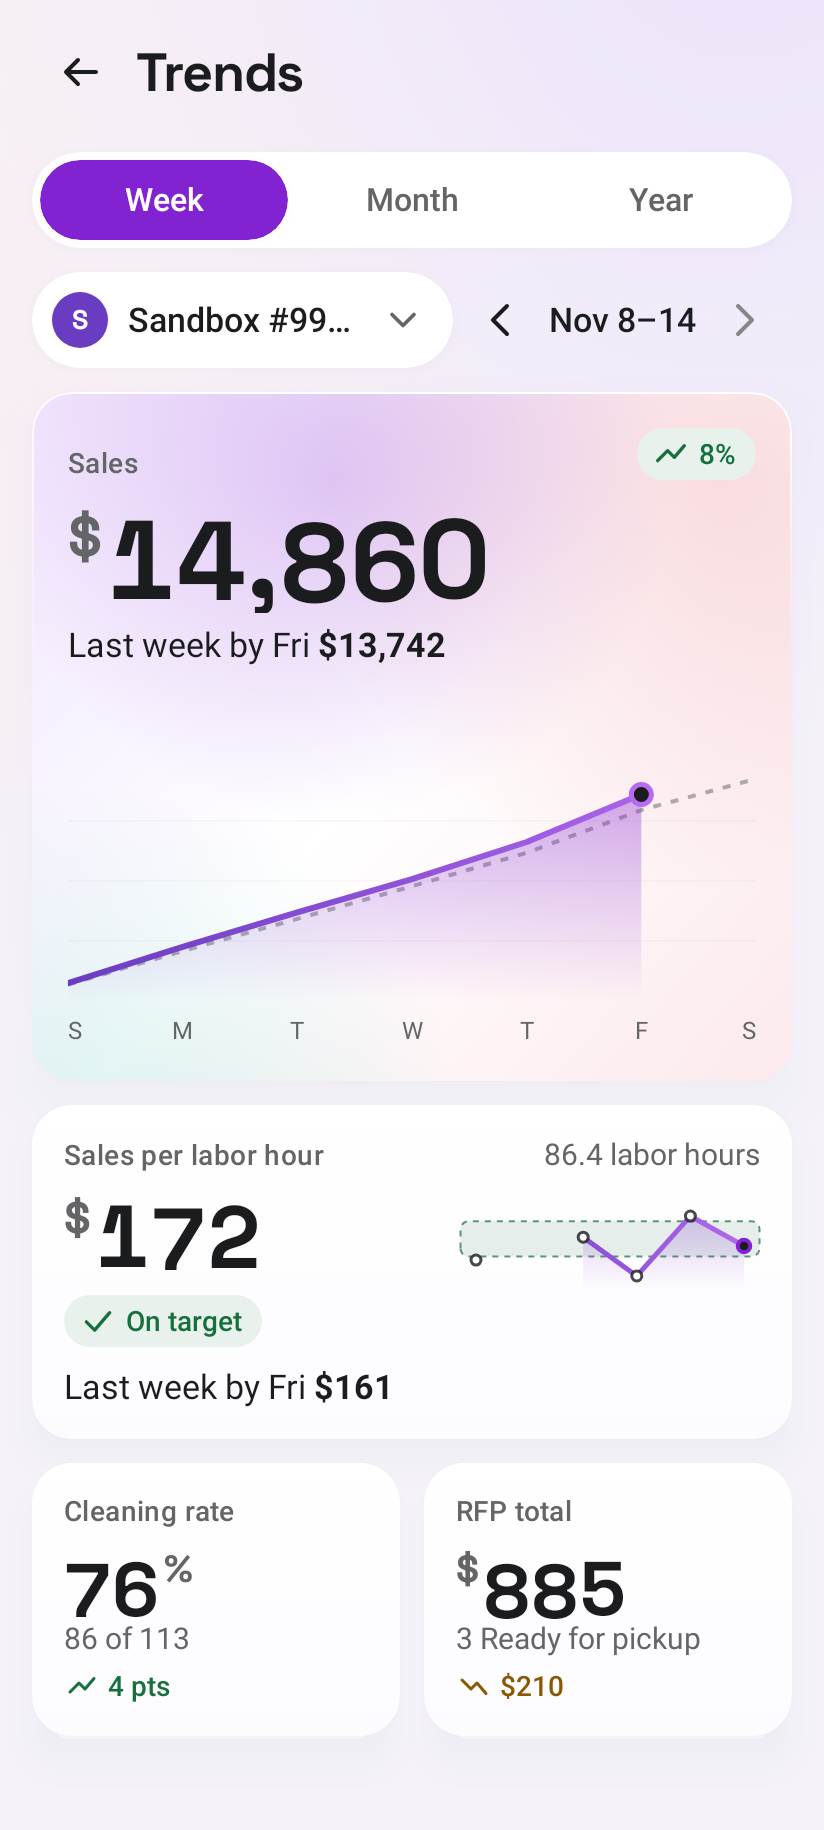 Trends
Week Month Year
S Sandbox #99... Nov 8–14
Sales 8%
$14,860
Last week by Fri $13,742
S M T W T F S
Sales per labor hour 86.4 labor hours
$172
On target
Last week by Fri $161
Cleaning rate
76%
86 of 113
4 pts
RFP total
$885
3 Ready for pickup
$210